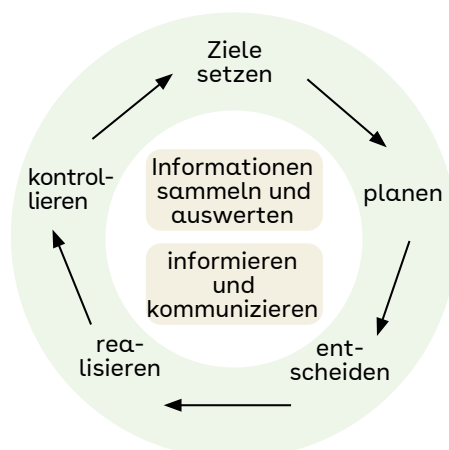 Ziele
setzen
planen
ent-
scheiden
rea-
lisieren
kontrol-
lieren
Informationen
sammeln und
auswerten
informieren
und
kommunizieren